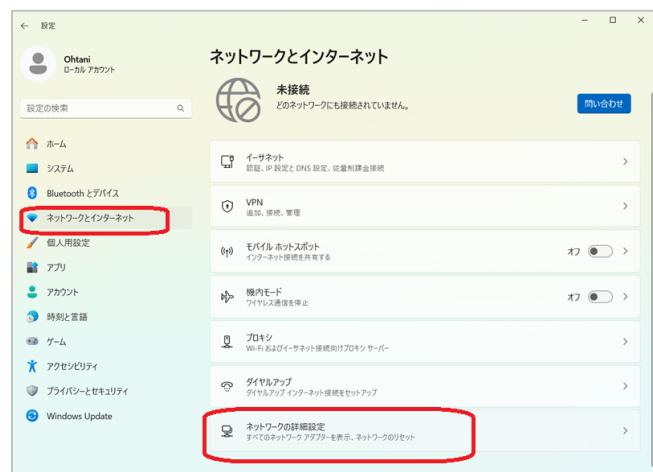 設定
Ohtani
ローカル アカウント
設定の検索
ホーム
システム
Bluetooth とデバイス
ネットワークとインターネット
個人用設定
アプリ
アカウント
時刻と言語
ゲーム
アクセシビリティ
プライバシーとセキュリティ
Windows Update
ネットワークとインターネット
未接続
どのネットワークにも接続されていません。
問い合わせ
イーサネット
認証、IP 設定と DNS 設定、従量制課金接続
VPN
追加、接続、管理
モバイル ホットスポット
インターネット接続を共有する
オフ
機内モード
ワイヤレス通信を停止
オフ
プロキシ
Wi-Fi およびイーサネット接続向けプロキシ サーバー
ダイヤルアップ
ダイヤルアップ インターネット接続をセットアップ
ネットワークの詳細設定
すべてのネットワーク アダプターを表示、ネットワークのリセット